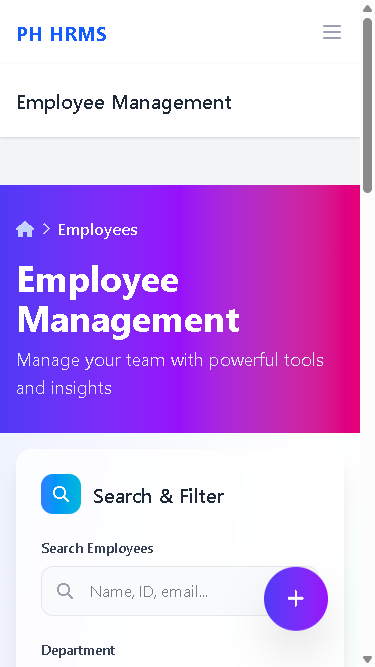 PH HRMS
Employee Management
Employees
Employee
Management
Manage your team with powerful tools
and insights
Search & Filter
Search Employees
Name, ID, email...
Department